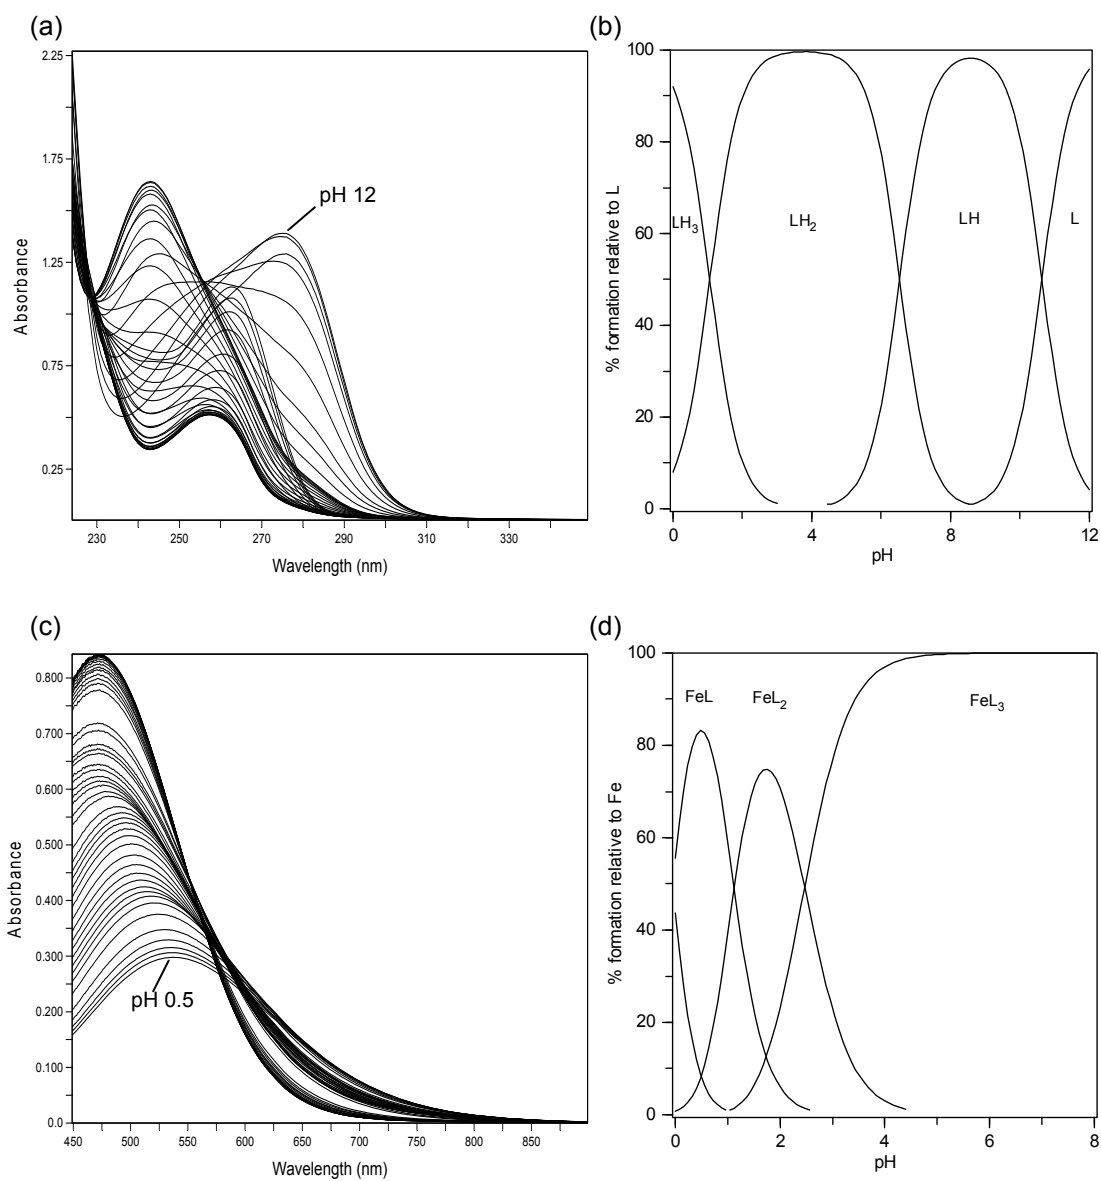 (a)
2.25
1.75
1.25
0.75
0.25
Absorbance
pH 12
230 250 270 290 310 330
Wavelength (nm)
(b)
100
80
60
40
20
0
% formation relative to L
LH3
LH2
LH
L
0 4 8 12
pH
(c)
0.800
0.700
0.600
0.500
0.400
0.300
0.200
0.100
0.0
Absorbance
pH 0.5
450 500 550 600 650 700 750 800 850
Wavelength (nm)
(d)
100
80
60
40
20
0
% formation relative to Fe
FeL
FeL2
FeL3
0 2 4 6 8
pH